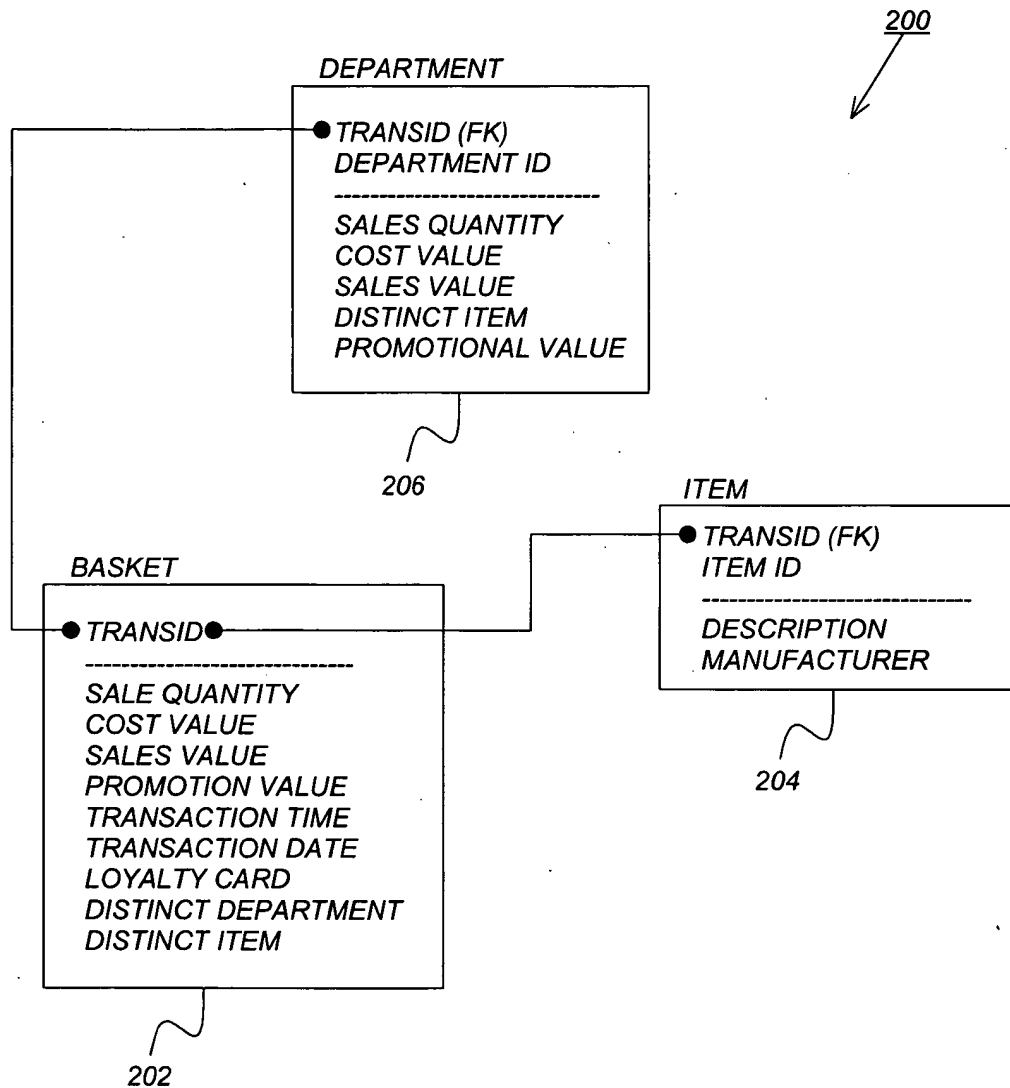 200
DEPARTMENT
TRANSID (FK)
DEPARTMENT ID
SALES QUANTITY
COST VALUE
SALES VALUE
DISTINCT ITEM
PROMOTIONAL VALUE
206
ITEM
TRANSID (FK)
ITEM ID
DESCRIPTION
MANUFACTURER
204
BASKET
TRANSID
SALE QUANTITY
COST VALUE
SALES VALUE
PROMOTION VALUE
TRANSACTION TIME
TRANSACTION DATE
LOYALTY CARD
DISTINCT DEPARTMENT
DISTINCT ITEM
202